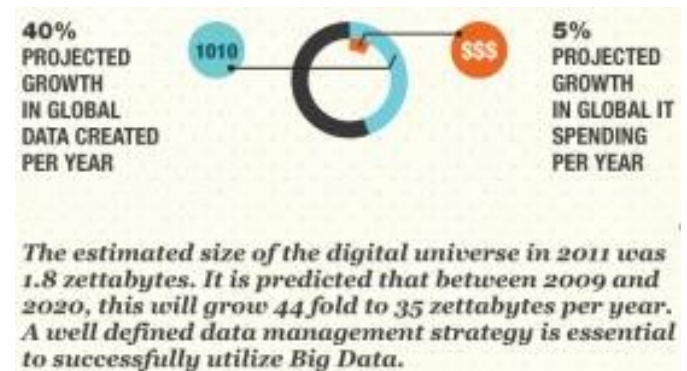 40%
PROJECTED
GROWTH
IN GLOBAL
DATA CREATED
PER YEAR
1010
$$$
5%
PROJECTED
GROWTH
IN GLOBAL IT
SPENDING
PER YEAR
The estimated size of the digital universe in 2011 was
1.8 zettabytes. It is predicted that between 2009 and
2020, this will grow 44 fold to 35 zettabytes per year.
A well defined data management strategy is essential
to successfully utilize Big Data.